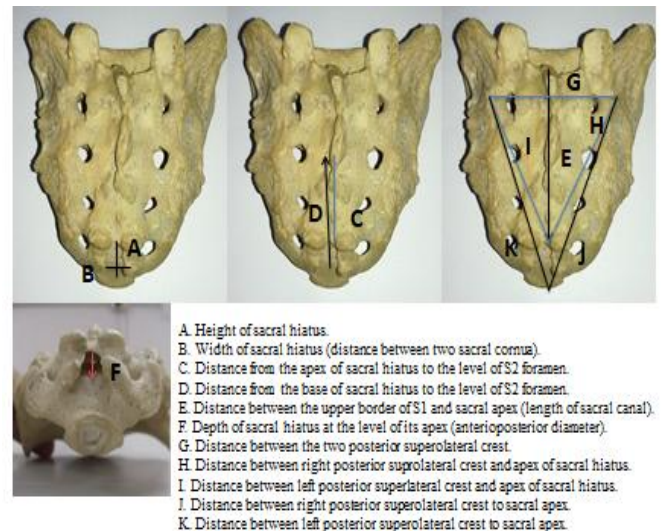 G
H
I
E
D
C
A
B
K
J
F
A. Height of sacral hiatus.
B. Width of sacral hiatus (distance between two sacral cornua).
C. Distance from the apex of sacral hiatus to the level of S2 foramen.
D. Distance from the base of sacral hiatus to the level of S2 foramen.
E. Distance between the upper border of S1 and sacral apex (length of sacral canal).
F. Depth of sacral hiatus at the level of its apex (anterioposterior diameter).
G. Distance between the two posterior superolateral crest.
H. Distance between right posterior suprolateral crest and apex of sacral hiatus.
I. Distance between left posterior superlateral crest and apex of sacral hiatus.
J. Distance between right posterior superolateral crest to sacral apex.
K. Distance between left posterior superolateral crest to sacral apex.